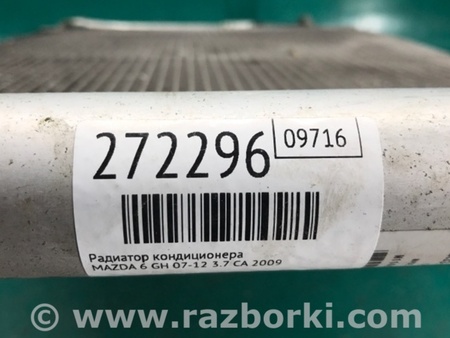 272296
09716
Радиатор кондиционера
MAZDA 6 GH 07-12 3.7 CA 2009
www.razborki.com